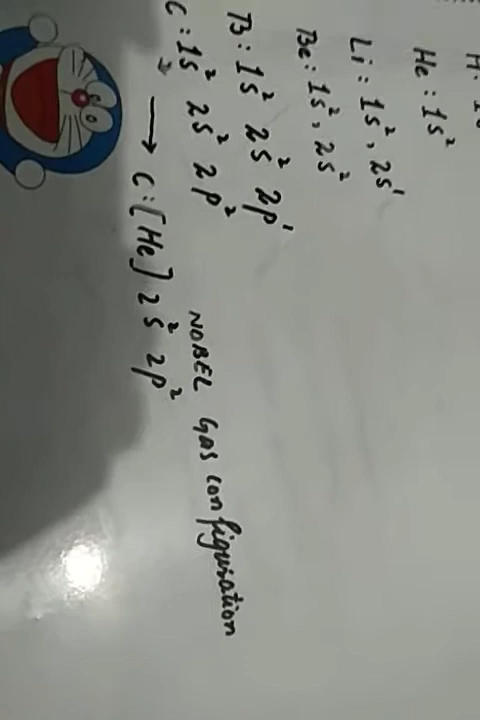 He : 1s²
Li : 1s², 2s¹
Be : 1s², 2s²
B : 1s² 2s² 2p¹
C : 1s² 2s² 2p²
→ C : [He] 2s² 2p²
NOBEL Gas configuration